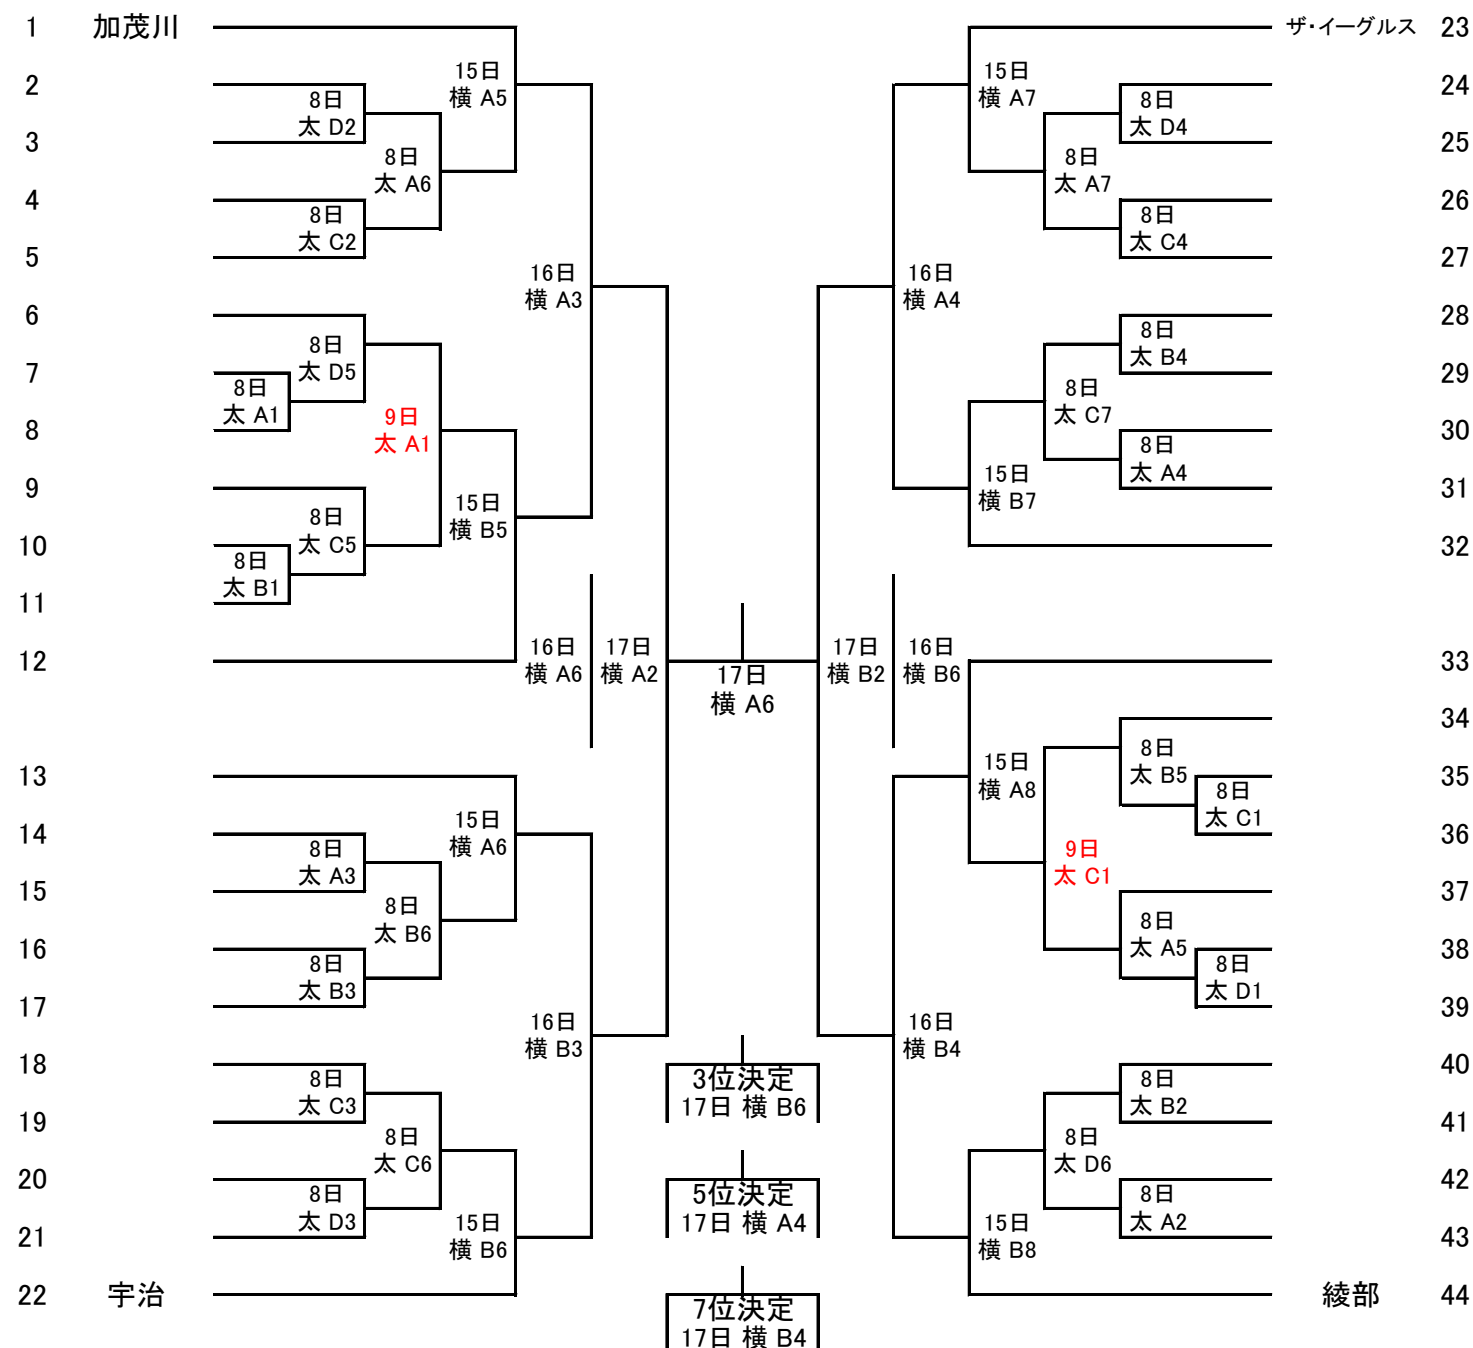 1 加茂川
ザ・イーグルス 23
2
15日
横 A5
8日
太 D2
3
8日
太 A6
4
8日
太 C2
5
16日
横 A3
6
8日
太 D5
7
8日
太 A1
8
9日
太 A1
9
15日
横 B5
8日
太 C5
10
8日
太 B1
11
12
16日
横 A6
17日
横 A2
17日
横 A6
13
15日
横 A6
14
8日
太 A3
15
8日
太 B6
16
8日
太 B3
17
16日
横 B3
18
8日
太 C3
19
8日
太 C6
20
8日
太 D3
21
15日
横 B6
22 宇治
15日
横 A7
24
8日
太 D4
25
8日
太 A7
26
8日
太 C4
27
16日
横 A4
28
8日
太 B4
29
8日
太 C7
30
8日
太 A4
31
15日
横 B7
32
17日
横 B2
16日
横 B6
33
34
8日
太 B5
15日
横 A8
35
8日
太 C1
36
9日
太 C1
37
8日
太 A5
38
8日
太 D1
39
16日
横 B4
40
8日
太 B2
41
8日
太 D6
42
8日
太 A2
43
15日
横 B8
綾部 44
3位決定
17日 横 B6
5位決定
17日 横 A4
7位決定
17日 横 B4